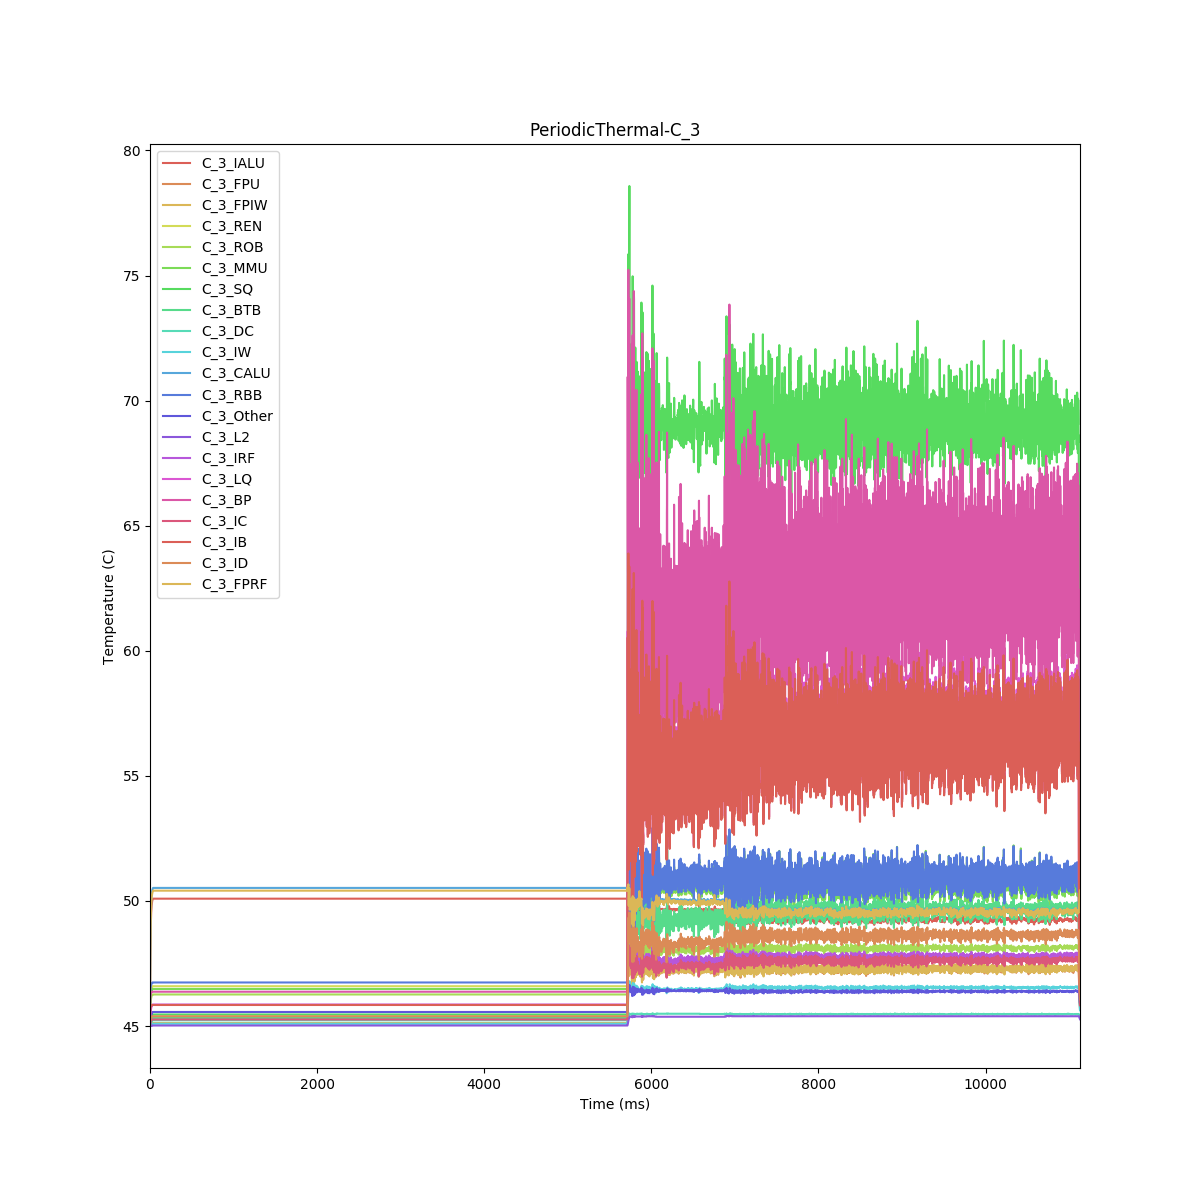 PeriodicThermal-C_3
80
75
70
65
60
55
50
45
Temperature (C)
C_3_IALU
C_3_FPU
C_3_FPIW
C_3_REN
C_3_ROB
C_3_MMU
C_3_SQ
C_3_BTB
C_3_DC
C_3_IW
C_3_CALU
C_3_RBB
C_3_Other
C_3_L2
C_3_IRF
C_3_LQ
C_3_BP
C_3_IC
C_3_IB
C_3_ID
C_3_FPRF
0 2000 4000 6000 8000 10000
Time (ms)